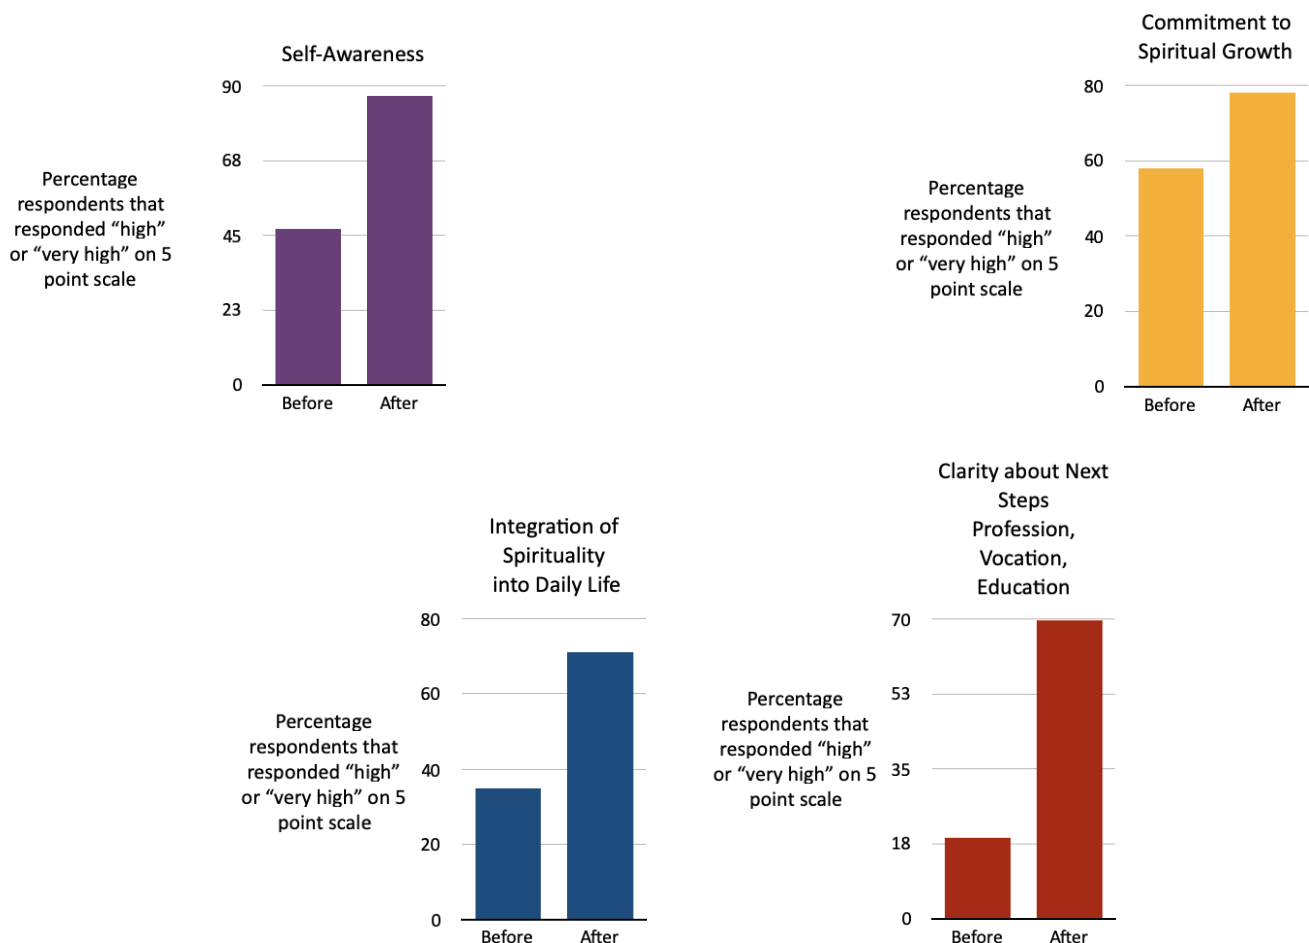 Self-Awareness
90
68
45
23
0
Percentage
respondents that
responded “high”
or “very high” on 5
point scale
Before
After
Commitment to
Spiritual Growth
80
60
40
20
0
Percentage
respondents that
responded “high”
or “very high” on 5
point scale
Before
After
Integration of
Spirituality
into Daily Life
80
60
40
20
0
Percentage
respondents that
responded “high”
or “very high” on 5
point scale
Before
After
Clarity about Next
Steps
Profession,
Vocation,
Education
70
53
35
18
0
Percentage
respondents that
responded “high”
or “very high” on 5
point scale
Before
After